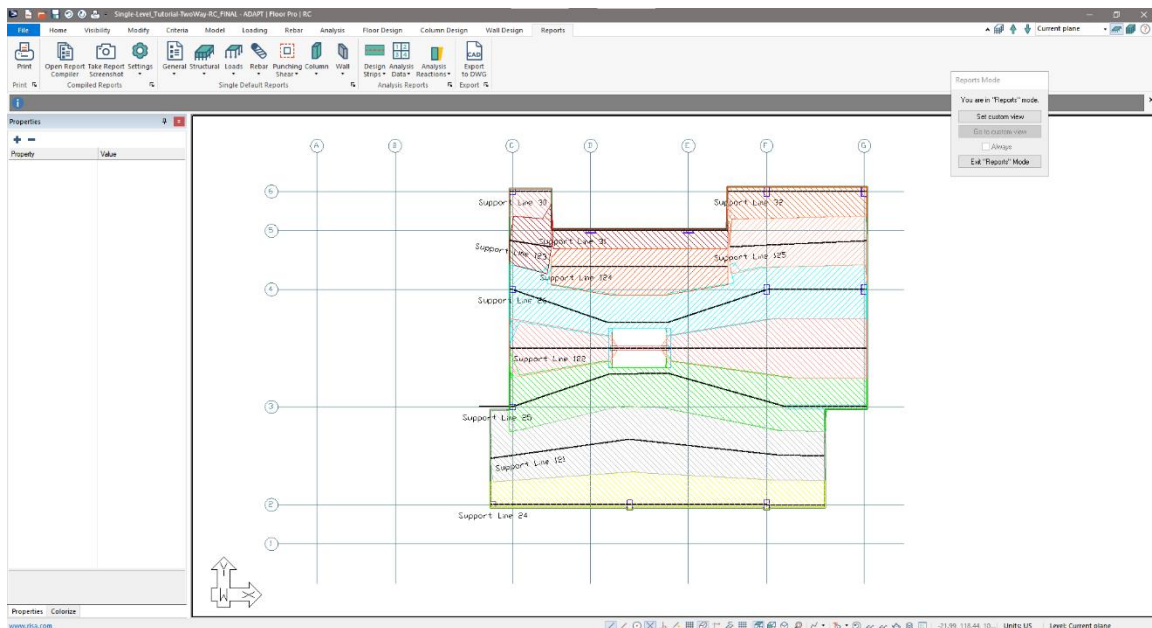 Single-Level_Tutorial-TwoWay-RC_FINAL - ADAPT | Floor Pro | RC
File Home Visibility Modify Criteria Model Loading Rebar Analysis Floor Design Column Design Wall Design Reports
Current plane
Print Open Report Compiler Take Report Screenshot Settings General Structural Loads Rebar Punching Shear Column Wall Design Strips Analysis Data Analysis Reactions Export to DWG
Print Compiled Reports Single Default Reports Analysis Reports Export
Properties
Property Value
Reports Mode
You are in "Reports" mode.
Set custom view
Go to custom view
Always
Exit "Reports" Mode
A B C D E F G
6
Support Line 30
Support Line 32
5
Support Line 31
Support Line 123
Support Line 125
Support Line 124
4
Support Line 26
Support Line 122
3
Support Line 25
Support Line 121
2
Support Line 24
1
Y
W X
Properties Colorize
www.risa.com
-21.99, 118.44, 10... Units: US Level: Current plane